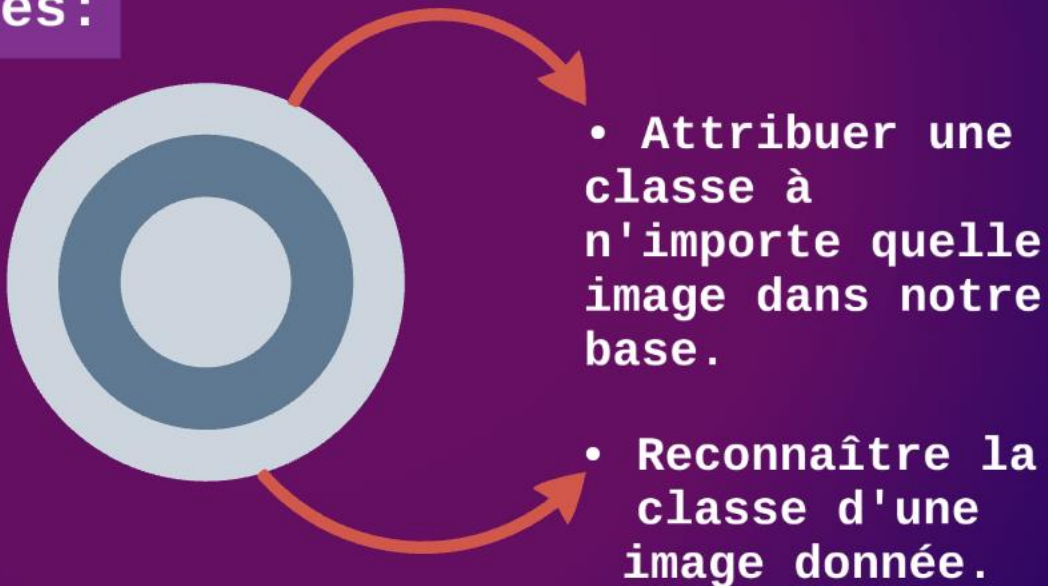 es:
• Attribuer une
classe à
n'importe quelle
image dans notre
base.
• Reconnaître la
classe d'une
image donnée.